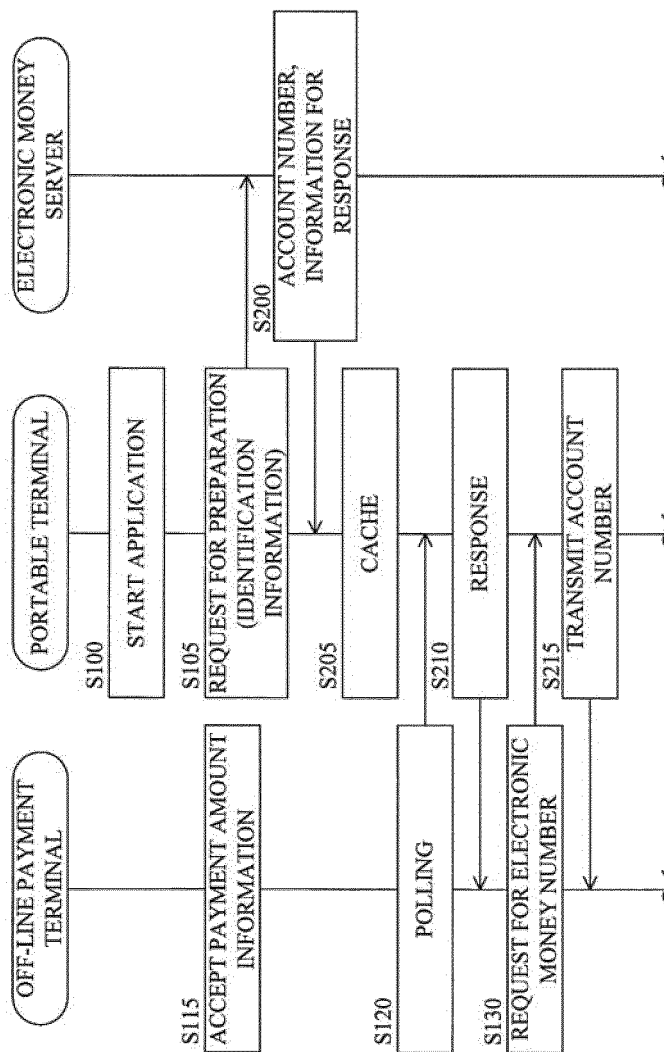 OFF-LINE PAYMENT
TERMINAL
PORTABLE TERMINAL
ELECTRONIC MONEY
SERVER
S100
START APPLICATION
S115
ACCEPT PAYMENT AMOUNT
INFORMATION
S105
REQUEST FOR PREPARATION
(IDENTIFICATION
INFORMATION)
S200
ACCOUNT NUMBER,
INFORMATION FOR
RESPONSE
S205
CACHE
S120
POLLING
S210
RESPONSE
S130
REQUEST FOR ELECTRONIC
MONEY NUMBER
S215
TRANSMIT ACCOUNT
NUMBER